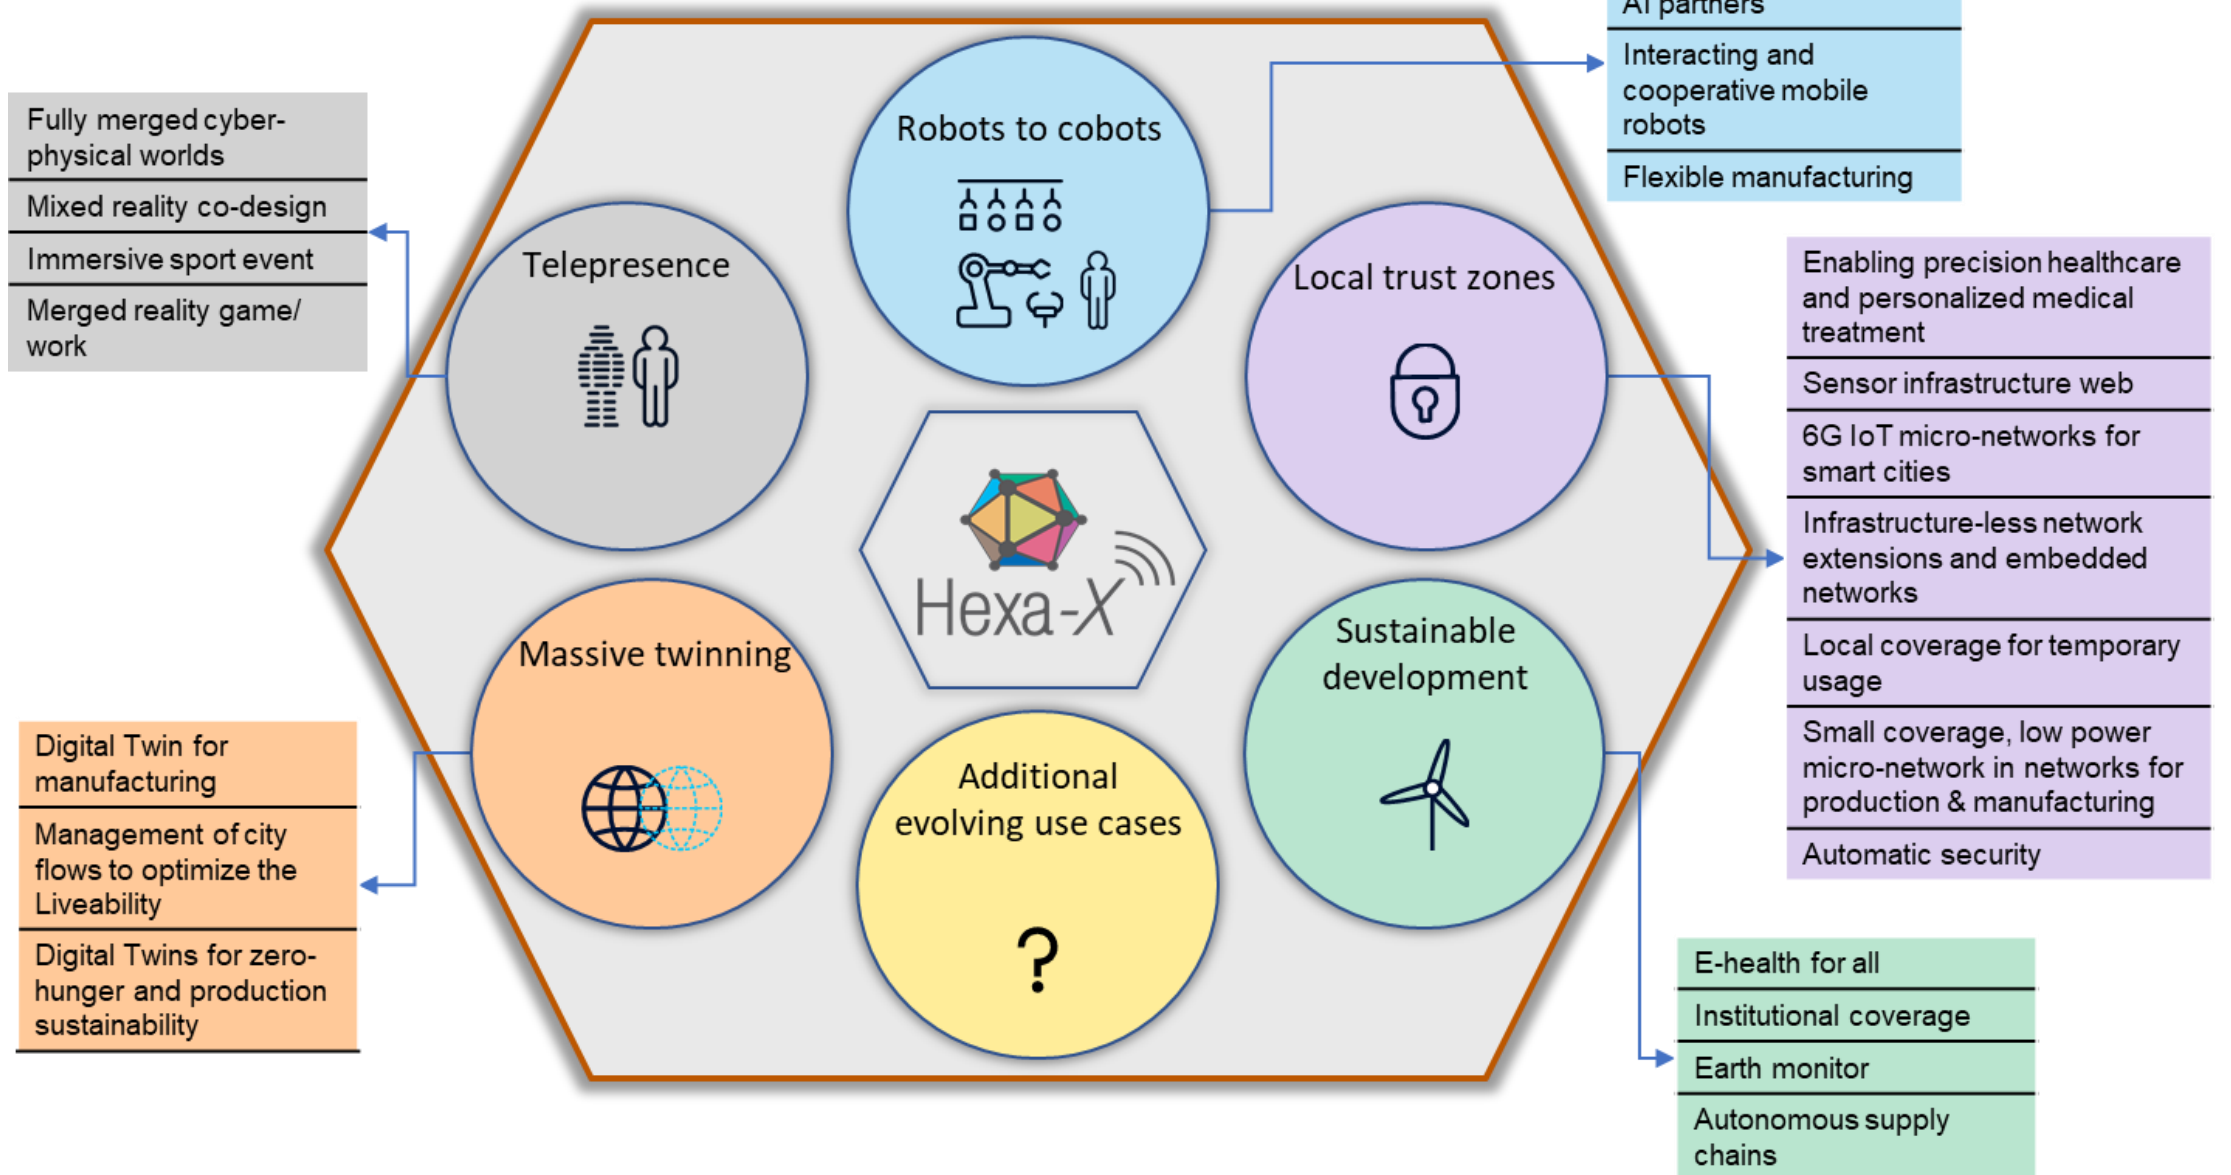 AI partners
Interacting and
cooperative mobile
robots
Flexible manufacturing
Robots to cobots
Fully merged cyber-
physical worlds
Mixed reality co-design
Immersive sport event
Merged reality game/
work
Telepresence
Local trust zones
Enabling precision healthcare
and personalized medical
treatment
Sensor infrastructure web
6G IoT micro-networks for
smart cities
Infrastructure-less network
extensions and embedded
networks
Local coverage for temporary
usage
Small coverage, low power
micro-network in networks for
production & manufacturing
Automatic security
Hexa-X
Massive twinning
Digital Twin for
manufacturing
Management of city
flows to optimize the
Liveability
Digital Twins for zero-
hunger and production
sustainability
Additional
evolving use cases
?
Sustainable
development
E-health for all
Institutional coverage
Earth monitor
Autonomous supply
chains